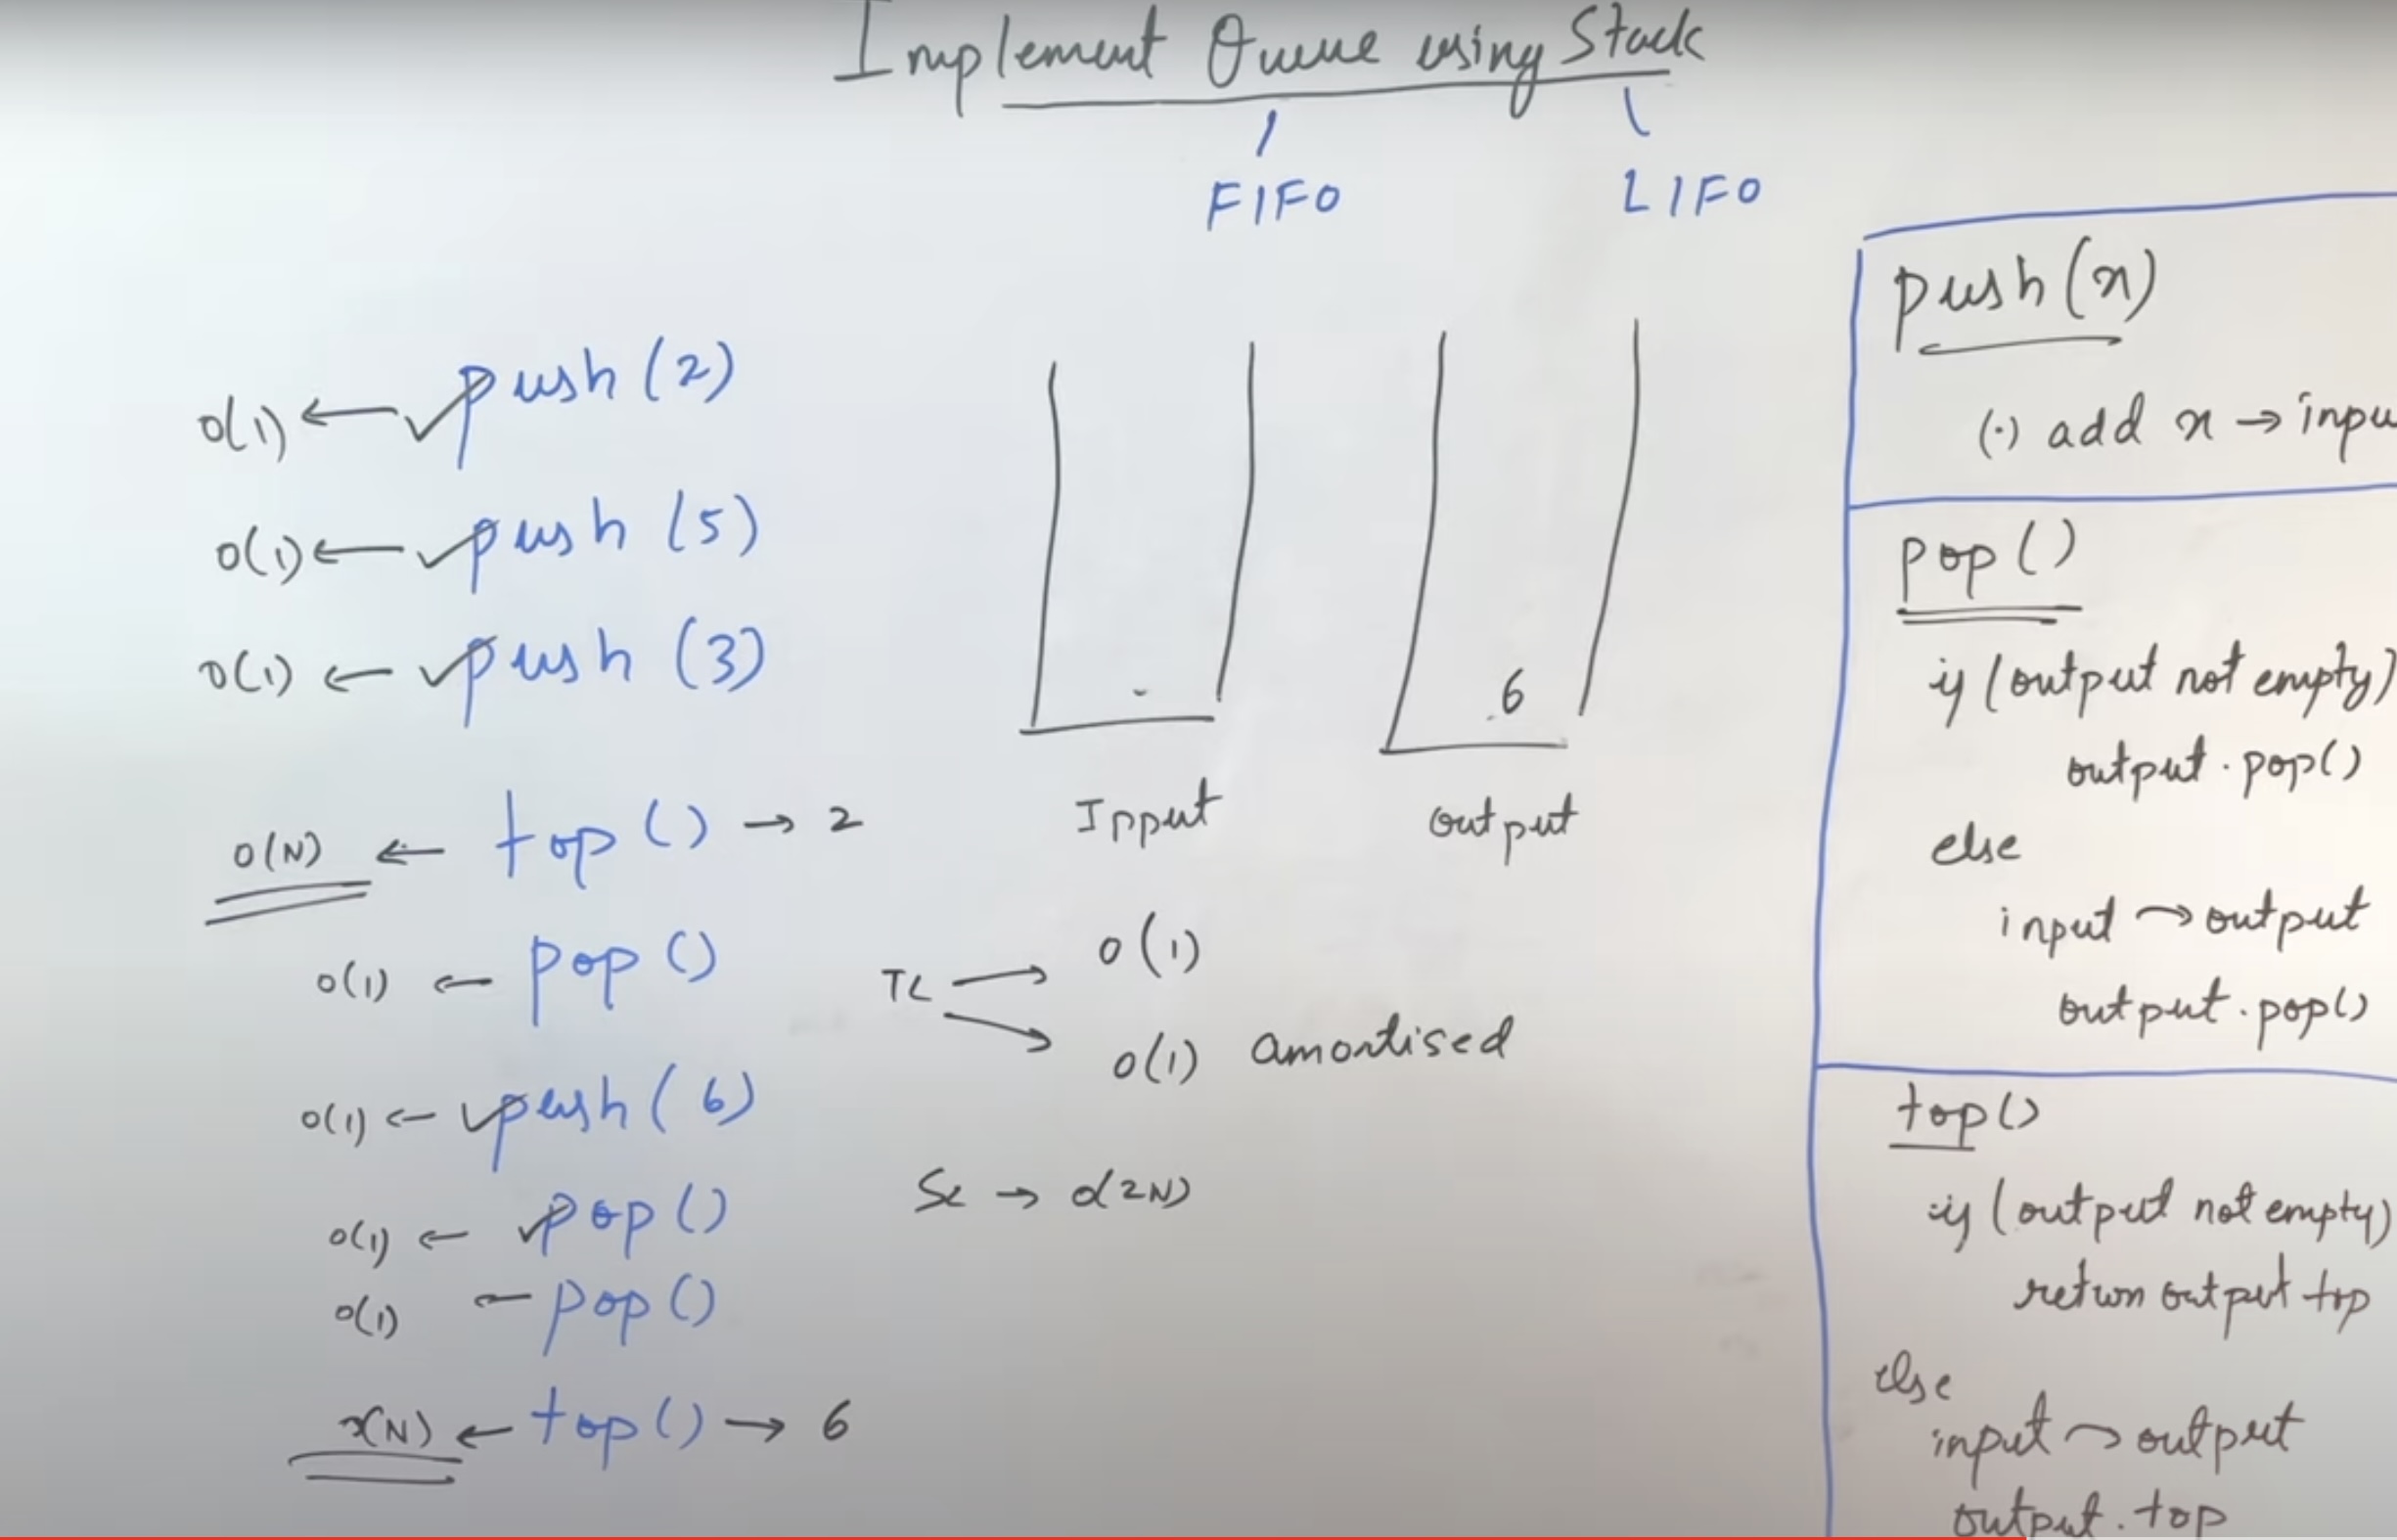 Implement Queue using Stack
FIFO
LIFO
O(1) ← ✓ push(2)
O(1) ← ✓ push(5)
O(1) ← ✓ push(3)
O(N) ← top() → 2
O(1) ← pop()
O(1) ← ✓ push(6)
O(1) ← ✓ pop()
O(1) ← pop()
O(N) ← top() → 6
6
Input
output
TC → O(1)
→ O(1) amortised
SC → O(2N)
push(x)
(·) add x → inpu
pop()
if (output not empty)
output.pop()
else
input → output
output.pop()
top()
if (output not empty)
return output top
else
input → output
output.top